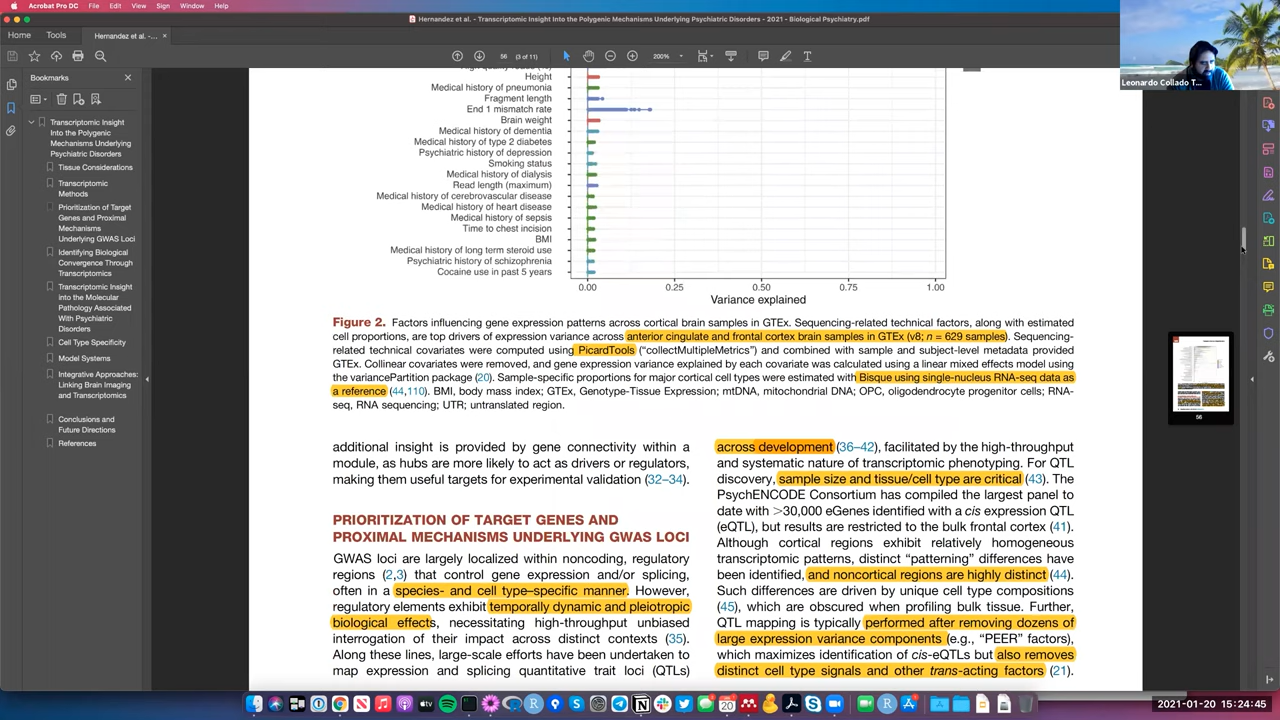 Acrobat Pro DC File Edit View Sign Window Help
Hernandez et al. - Transcriptomic Insight Into the Polygenic Mechanisms Underlying Psychiatric Disorders - 2021 - Biological Psychiatry.pdf
Home Tools Hernandez et al. -...
56 (3 of 11) 200%
Leonardo Collado T...
Bookmarks
Transcriptomic Insight
Into the Polygenic
Mechanisms Underlying
Psychiatric Disorders
Tissue Considerations
Transcriptomic
Methods
Prioritization of Target
Genes and Proximal
Mechanisms
Underlying GWAS Loci
Identifying Biological
Convergence Through
Transcriptomics
Transcriptomic Insight
into the Molecular
Pathology Associated
With Psychiatric
Disorders
Cell Type Specificity
Model Systems
Integrative Approaches:
Linking Brain Imaging
and Transcriptomics
Conclusions and
Future Directions
References
Height
Medical history of pneumonia
Fragment length
End 1 mismatch rate
Brain weight
Medical history of dementia
Medical history of type 2 diabetes
Psychiatric history of depression
Smoking status
Medical history of dialysis
Read length (maximum)
Medical history of cerebrovascular disease
Medical history of heart disease
Medical history of sepsis
Time to chest incision
BMI
Medical history of long term steroid use
Psychiatric history of schizophrenia
Cocaine use in past 5 years
0.00 0.25 0.50 0.75 1.00
Variance explained
Figure 2. Factors influencing gene expression patterns across cortical brain samples in GTEx. Sequencing-related technical factors, along with estimated
cell proportions, are top drivers of expression variance across anterior cingulate and frontal cortex brain samples in GTEx (v8; n = 629 samples). Sequencing-
related technical covariates were computed using PicardTools (“collectMultipleMetrics”) and combined with sample and subject-level metadata provided
GTEx. Collinear covariates were removed, and gene expression variance explained by each covariate was calculated using a linear mixed effects model using
the variancePartition package (20). Sample-specific proportions for major cortical cell types were estimated with Bisque using single-nucleus RNA-seq data as
a reference (44,110). BMI, body mass index; GTEx, Genotype-Tissue Expression; mtDNA, mitochondrial DNA; OPC, oligodendrocyte progenitor cells; RNA-
seq, RNA sequencing; UTR; untranslated region.
additional insight is provided by gene connectivity within a
module, as hubs are more likely to act as drivers or regulators,
making them useful targets for experimental validation (32–34).
PRIORITIZATION OF TARGET GENES AND
PROXIMAL MECHANISMS UNDERLYING GWAS LOCI
GWAS loci are largely localized within noncoding, regulatory
regions (2,3) that control gene expression and/or splicing,
often in a species- and cell type–specific manner. However,
regulatory elements exhibit temporally dynamic and pleiotropic
biological effects, necessitating high-throughput unbiased
interrogation of their impact across distinct contexts (35).
Along these lines, large-scale efforts have been undertaken to
map expression and splicing quantitative trait loci (QTLs)
across development (36–42), facilitated by the high-throughput
and systematic nature of transcriptomic phenotyping. For QTL
discovery, sample size and tissue/cell type are critical (43). The
PsychENCODE Consortium has compiled the largest panel to
date with >30,000 eGenes identified with a cis expression QTL
(eQTL), but results are restricted to the bulk frontal cortex (41).
Although cortical regions exhibit relatively homogeneous
transcriptomic patterns, distinct “patterning” differences have
been identified, and noncortical regions are highly distinct (44).
Such differences are driven by unique cell type compositions
(45), which are obscured when profiling bulk tissue. Further,
QTL mapping is typically performed after removing dozens of
large expression variance components (e.g., “PEER” factors),
which maximizes identification of cis-eQTLs but also removes
distinct cell type signals and other trans-acting factors (21).
56
2021-01-20 15:24:45